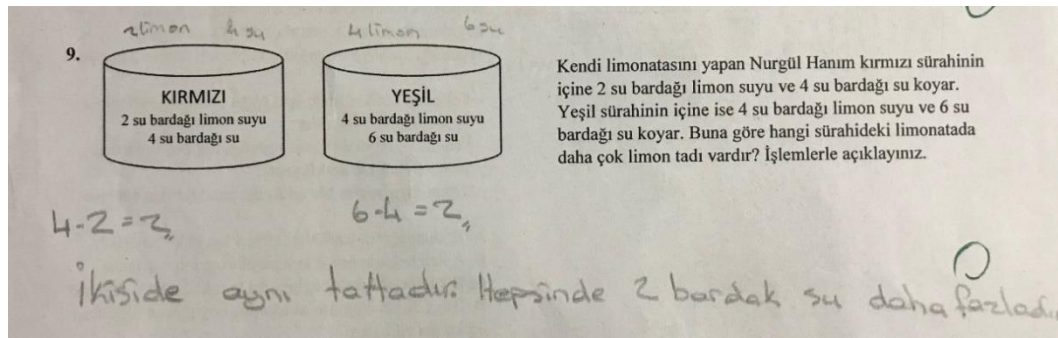 2 limon 4 su 4 limon 6 su
9.
KIRMIZI
2 su bardağı limon suyu
4 su bardağı su
YEŞİL
4 su bardağı limon suyu
6 su bardağı su
Kendi limonatasını yapan Nurgül Hanım kırmızı sürahinin
içine 2 su bardağı limon suyu ve 4 su bardağı su koyar.
Yeşil sürahinin içine ise 4 su bardağı limon suyu ve 6 su
bardağı su koyar. Buna göre hangi sürahideki limonatada
daha çok limon tadı vardır? İşlemlerle açıklayınız.
4-2=2,, 6-4=2,,
0
İkiside aynı tattadır. Hepsinde 2 bardak su daha fazladır